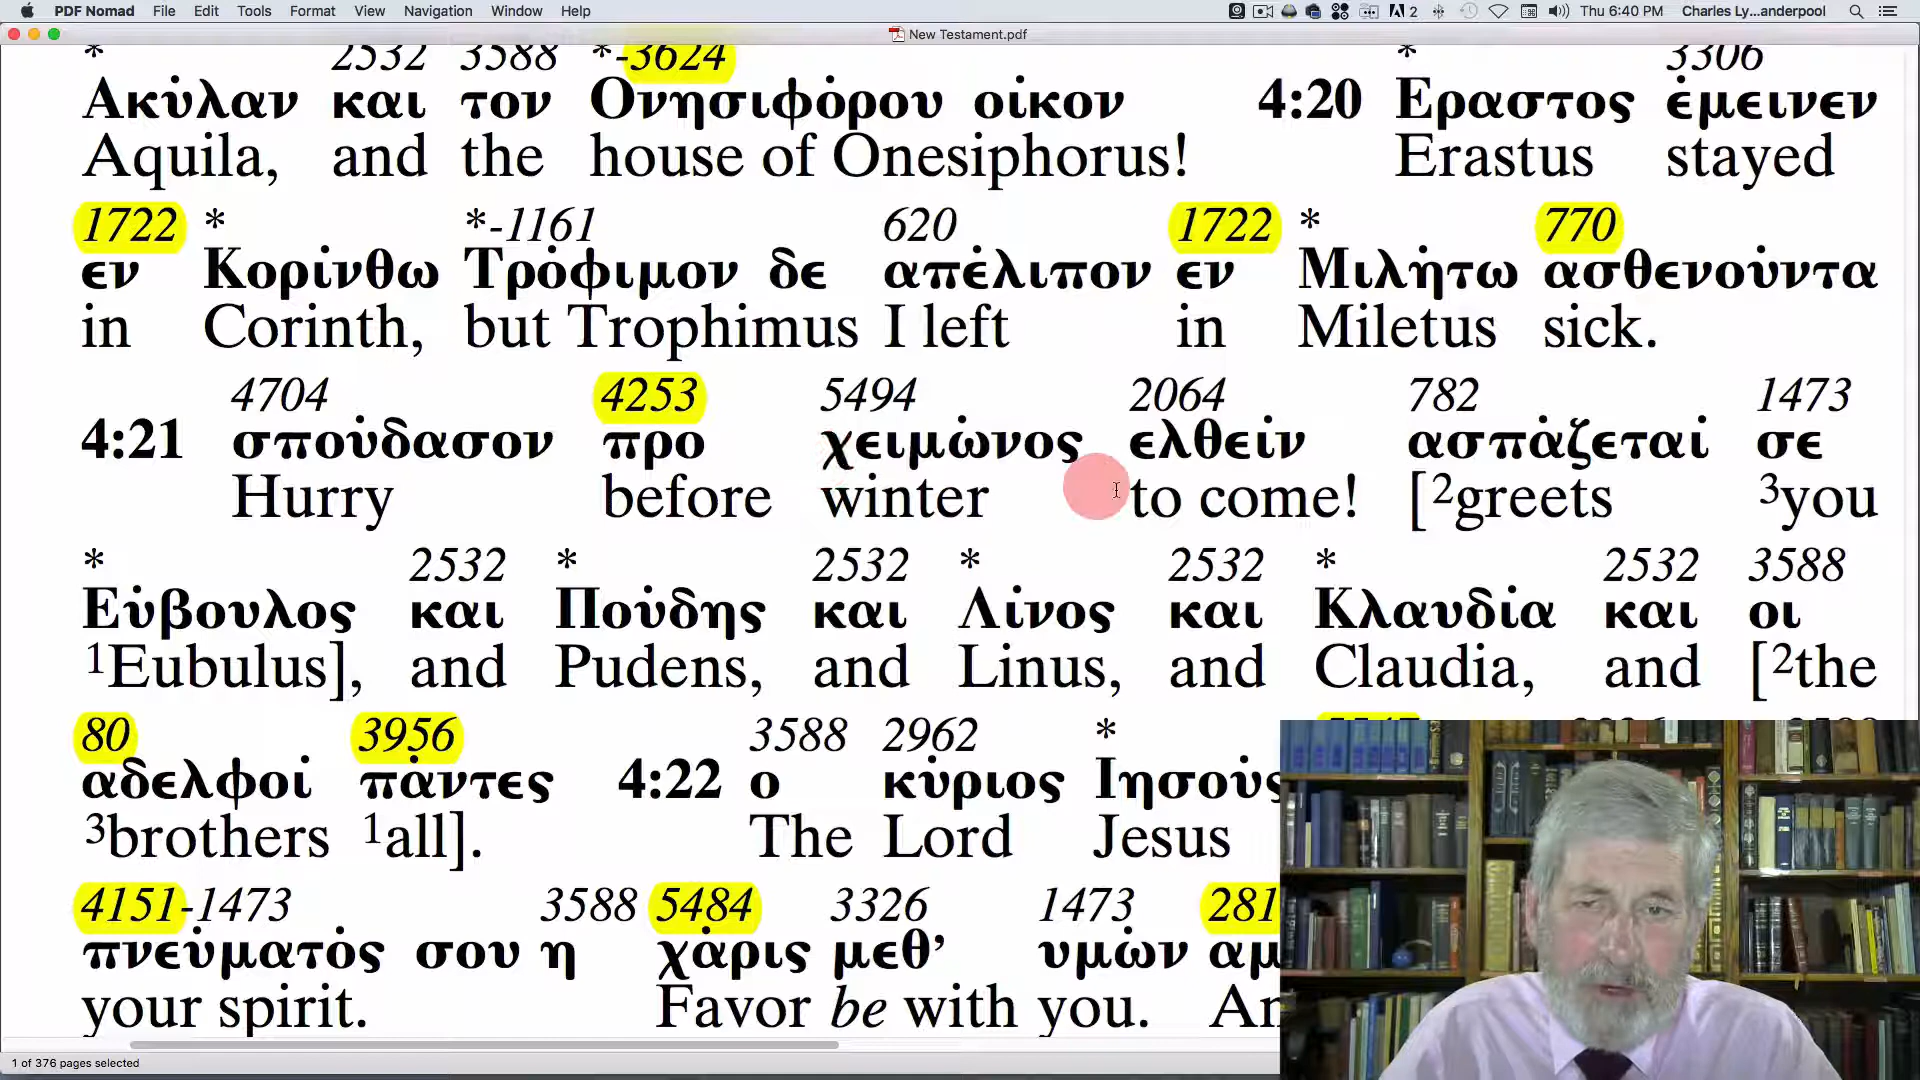 PDF Nomad File Edit Tools Format View Navigation Window Help 2 Thu 6:40 PM Charles Ly...anderpool
New Testament.pdf
* 2532 3588 *-3624 * 3306
Ακύλαν και τον Ονησιφόρου οίκον 4:20 Εραστος έμεινεν
Aquila, and the house of Onesiphorus! Erastus stayed
1722 * *-1161 620 1722 * 770
εν Κορίνθω Τρόφιμον δε απέλιπον εν Μιλήτω ασθενούντα
in Corinth, but Trophimus I left in Miletus sick.
4704 4253 5494 2064 782 1473
4:21 σπούδασον προ χειμώνος ελθείν ασπάζεταί σε
Hurry before winter to come! [2greets 3you
* 2532 * 2532 * 2532 * 2532 3588
Εύβουλος και Πούδης και Λίνος και Κλαυδία και οι
1Eubulus], and Pudens, and Linus, and Claudia, and [2the
80 3956 3588 2962 *
αδελφοί πάντες 4:22 ο κύριος Ιησούς
3brothers 1all]. The Lord Jesus
4151-1473 3588 5484 3326 1473 281
πνεύματός σου η χάρις μεθ’ υμών αμ
your spirit. Favor be with you. An
1 of 376 pages selected